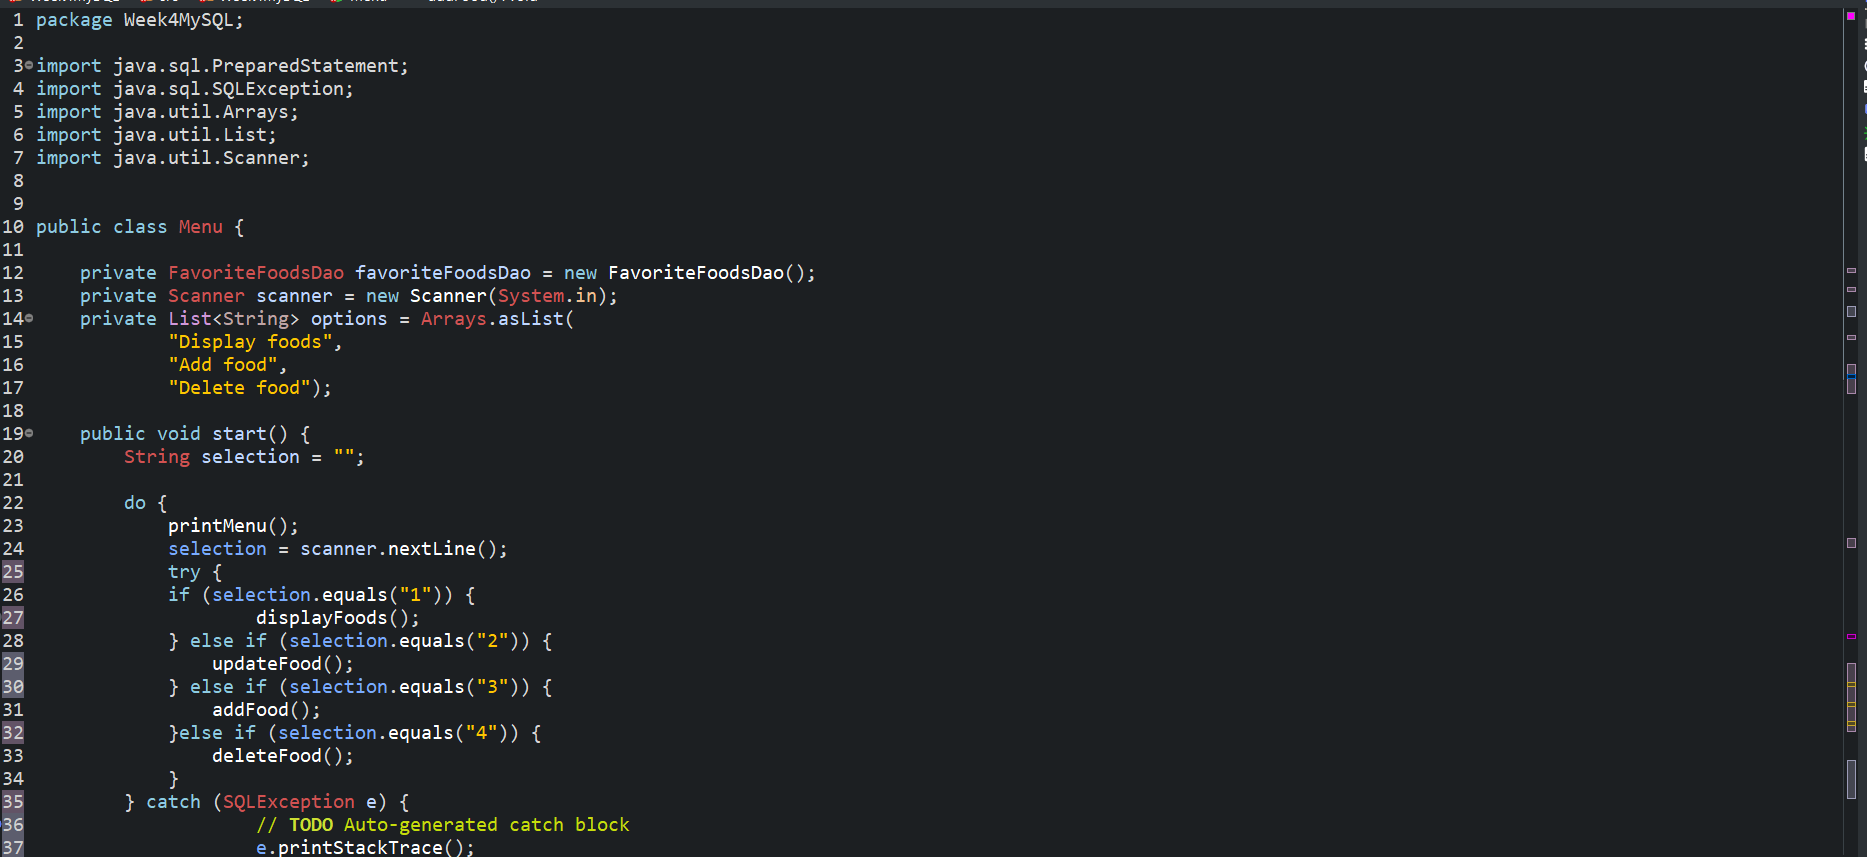 1 package Week4MySQL;
2
3 import java.sql.PreparedStatement;
4 import java.sql.SQLException;
5 import java.util.Arrays;
6 import java.util.List;
7 import java.util.Scanner;
8
9
10 public class Menu {
11
12     private FavoriteFoodsDao favoriteFoodsDao = new FavoriteFoodsDao();
13     private Scanner scanner = new Scanner(System.in);
14     private List<String> options = Arrays.asList(
15             "Display foods",
16             "Add food",
17             "Delete food");
18
19     public void start() {
20         String selection = "";
21
22         do {
23             printMenu();
24             selection = scanner.nextLine();
25             try {
26             if (selection.equals("1")) {
27                     displayFoods();
28             } else if (selection.equals("2")) {
29                 updateFood();
30             } else if (selection.equals("3")) {
31                 addFood();
32             }else if (selection.equals("4")) {
33                 deleteFood();
34             }
35         } catch (SQLException e) {
36                     // TODO Auto-generated catch block
37                     e.printStackTrace();